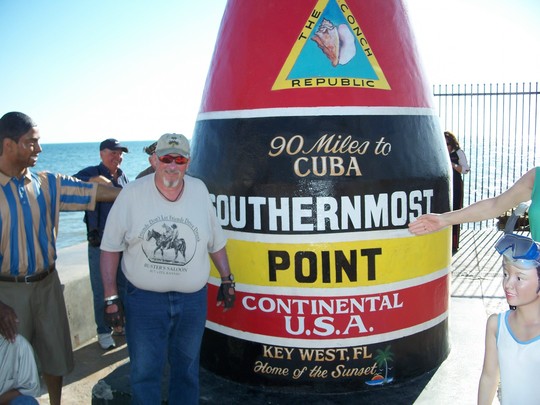 THE CONCH
REPUBLIC
90 Miles to
CUBA
SOUTHERNMOST
POINT
CONTINENTAL
U.S.A.
KEY WEST, FL
Home of the Sunset